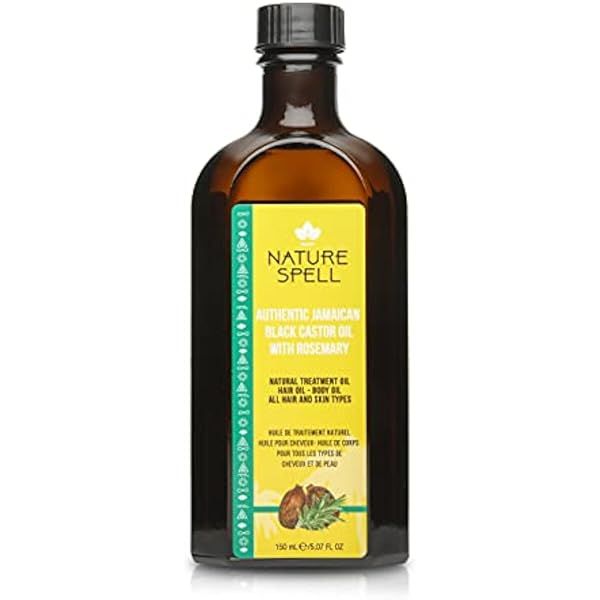 NATURE
SPELL
AUTHENTIC JAMAICAN
BLACK CASTOR OIL
WITH ROSEMARY
NATURAL TREATMENT OIL
HAIR OIL - BODY OIL
ALL HAIR AND SKIN TYPES
HUILE DE TRAITEMENT NATUREL
HUILE POUR CHEVEUR- HUILE DE CORPS
POUR TOUS LES TYPES DE
CHEVEUX ET DE PEAU
150 mL ℮/5.07 FL OZ